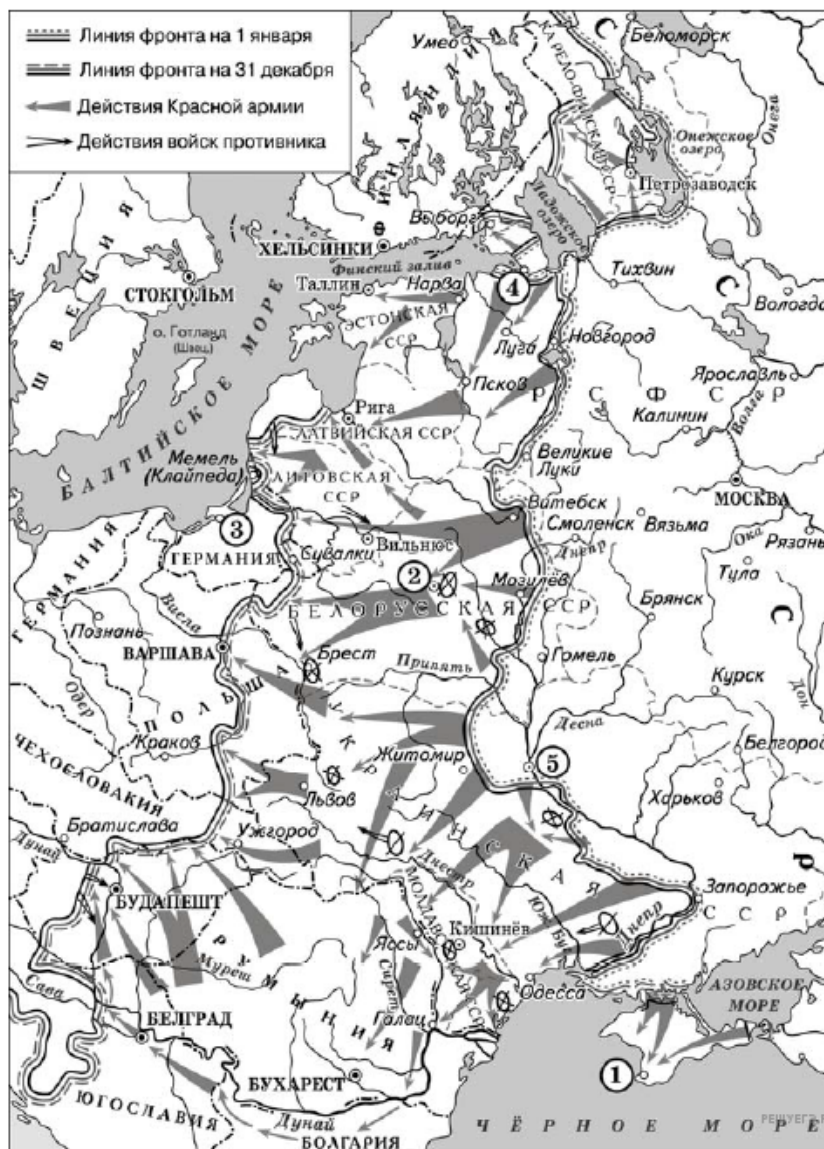 Линия фронта на 1 января
Линия фронта на 31 декабря
Действия Красной армии
Действия войск противника
Умео
Беломорск
С
ФИНЛЯНДИЯ
КАРЕЛО-ФИНСКАЯ ССР
Онежское озеро
Онега
Петрозаводск
Ладожское озеро
Выборг
ХЕЛЬСИНКИ
Финский залив
Тихвин
С
Вологда
ШВЕЦИЯ
СТОКГОЛЬМ
Таллин
Нарва
4
ЭСТОНСКАЯ ССР
о. Готланд
(Швец.)
Луга
Новгород
Псков
Ярославль
РСФСР
Калинин
Волга
БАЛТИЙСКОЕ МОРЕ
Рига
ЛАТВИЙСКАЯ ССР
Великие Луки
МОСКВА
Мемель
(Клайпеда)
ЛИТОВСКАЯ ССР
Витебск
Смоленск
Вязьма
Днепр
Ока
Рязань
3
ГЕРМАНИЯ
Сувалки
Вильнюс
2
Могилёв
Тула
С
ГЕРМАНИЯ
БЕЛОРУССКАЯ ССР
Брянск
Познань
Висла
ВАРШАВА
Брест
Припять
Гомель
Одер
ПОЛЬША
Курск
Дон
Десна
Краков
Житомир
5
Белгород
ЧЕХОСЛОВАКИЯ
Львов
УКРАИНСКАЯ ССР
Харьков
Братислава
Ужгород
Дунай
Днестр
Р
БУДАПЕШТ
МОЛДАВСКАЯ ССР
Юж. Буг
Днепр
Запорожье
Кишинёв
Яссы
РУМЫНИЯ
Муреш
Сирет
Одесса
Сава
АЗОВСКОЕ МОРЕ
БЕЛГРАД
Галац
БУХАРЕСТ
1
ЮГОСЛАВИЯ
Дунай
БОЛГАРИЯ
ЧЁРНОЕ МОРЕ